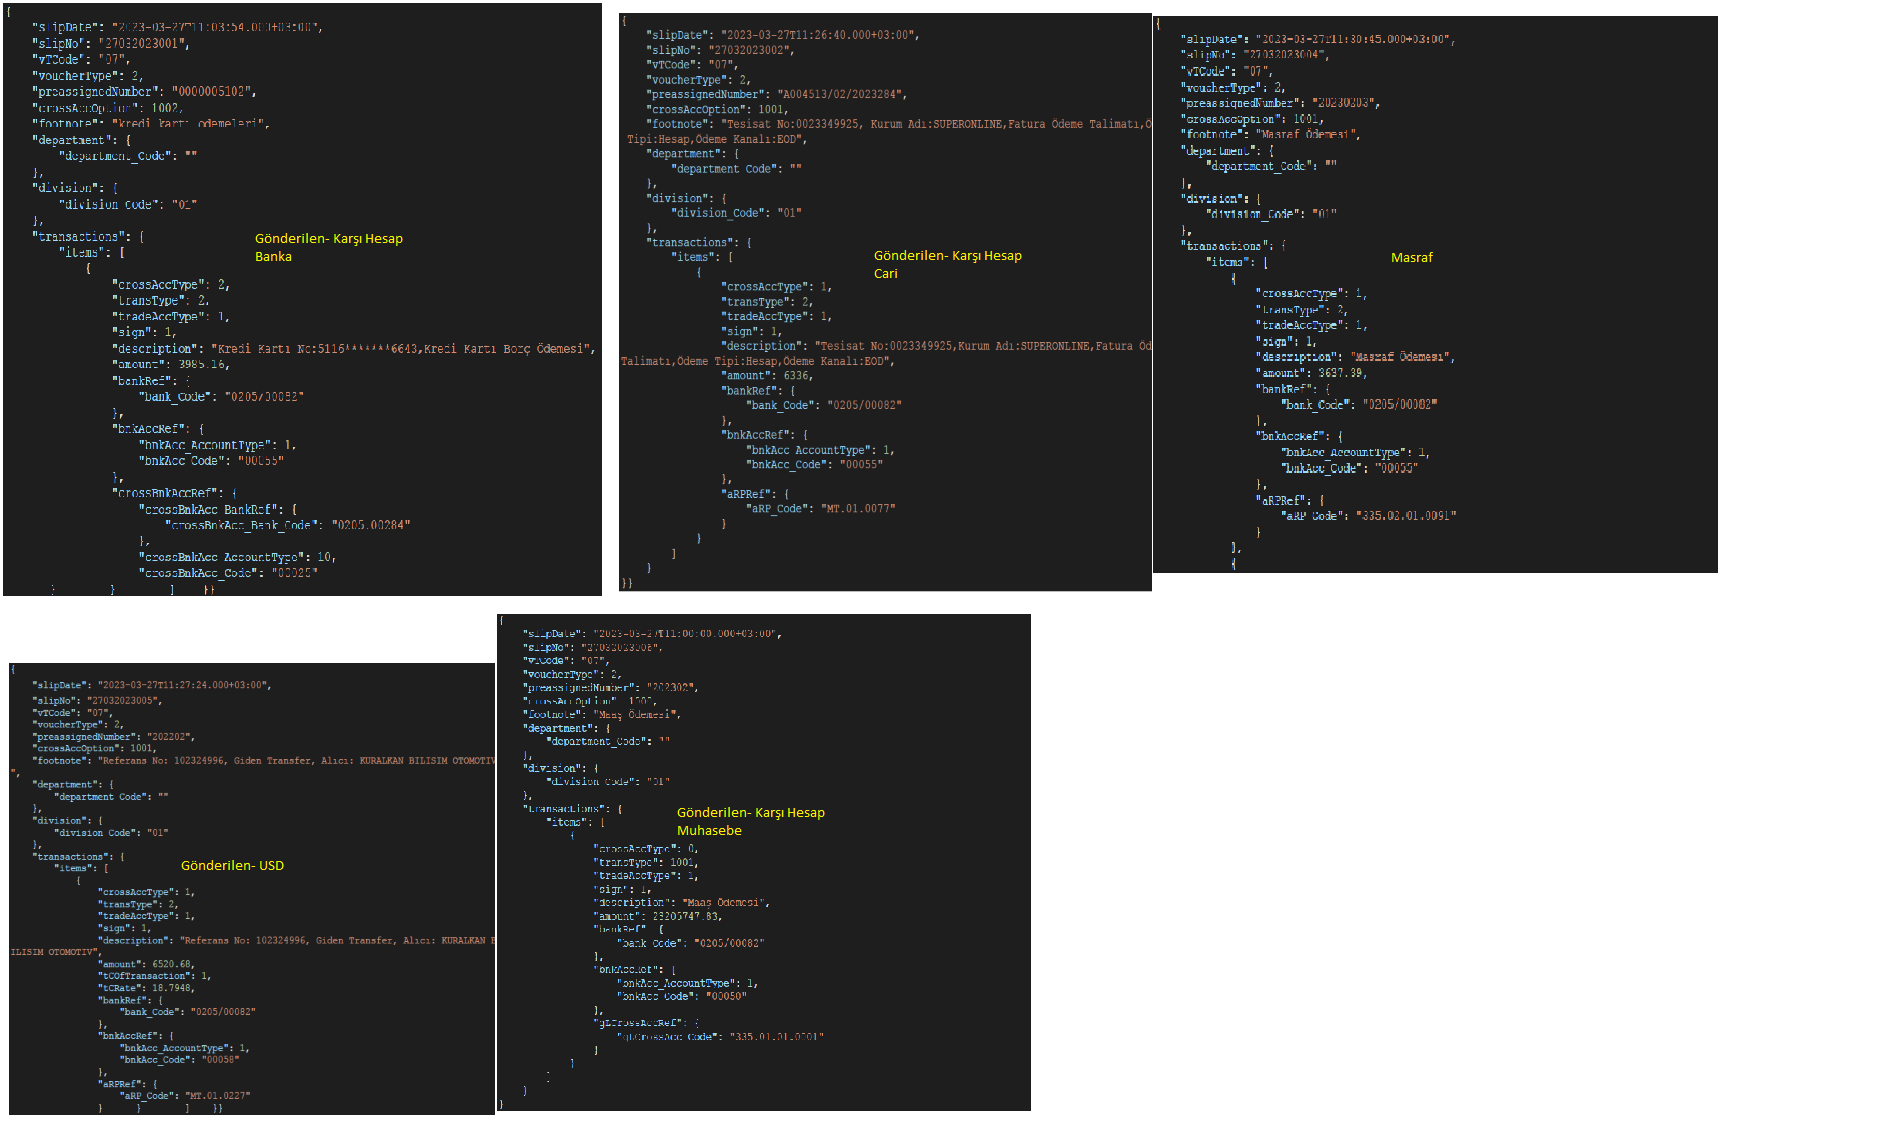 {
"slipDate": "2023-03-27T11:03:54.000+03:00",
"slipNo": "27032023001",
"vTCode": "07",
"voucherType": 2,
"preassignedNumber": "0000005102",
"crossAccOption": 1002,
"footnote": "kredi kartı ödemeleri",
"department": {
"department_Code": ""
},
"division": {
"division_Code": "01"
},
"transactions": {
"items": [
{
Gönderilen- Karşı Hesap
Banka
"crossAccType": 2,
"transType": 2,
"tradeAccType": 1,
"sign": 1,
"description": "Kredi Kartı No:5116*******6643,Kredi Kartı Borç Ödemesi",
"amount": 3985.16,
"bankRef": {
"bank_Code": "0205/00082"
},
"bnkAccRef": {
"bnkAcc_AccountType": 1,
"bnkAcc_Code": "00055"
},
"crossBnkAccRef": {
"crossBnkAcc_BankRef": {
"crossBnkAcc_Bank_Code": "0205.00284"
},
"crossBnkAcc_AccountType": 10,
"crossBnkAcc_Code": "00025"
} } ] }}
{
"slipDate": "2023-03-27T11:26:40.000+03:00",
"slipNo": "27032023002",
"vTCode": "07",
"voucherType": 2,
"preassignedNumber": "A004513/02/2023284",
"crossAccOption": 1001,
"footnote": "Tesisat No:0023349925, Kurum Adı:SUPERONLINE,Fatura Ödeme Talimatı,Ö
Tipi:Hesap,Ödeme Kanalı:EOD",
"department": {
"department_Code": ""
},
"division": {
"division_Code": "01"
},
"transactions": {
"items": [
{
Gönderilen- Karşı Hesap
Cari
"crossAccType": 1,
"transType": 2,
"tradeAccType": 1,
"sign": 1,
"description": "Tesisat No:0023349925,Kurum Adı:SUPERONLINE,Fatura Öd
Talimatı,Ödeme Tipi:Hesap,Ödeme Kanalı:EOD",
"amount": 6336,
"bankRef": {
"bank_Code": "0205/00082"
},
"bnkAccRef": {
"bnkAcc_AccountType": 1,
"bnkAcc_Code": "00055"
},
"aRPRef": {
"aRP_Code": "MT.01.0077"
}
}
]
}
}}
{
"slipDate": "2023-03-27T11:30:45.000+03:00",
"slipNo": "27032023004",
"vTCode": "07",
"voucherType": 2,
"preassignedNumber": "20230203",
"crossAccOption": 1001,
"footnote": "Masraf Ödemesi",
"department": {
"department_Code": ""
},
"division": {
"division_Code": "01"
},
"transactions": {
"items": [
{
Masraf
"crossAccType": 1,
"transType": 2,
"tradeAccType": 1,
"sign": 1,
"description": "Masraf Ödemesi",
"amount": 3637.39,
"bankRef": {
"bank_Code": "0205/00082"
},
"bnkAccRef": {
"bnkAcc_AccountType": 1,
"bnkAcc_Code": "00055"
},
"aRPRef": {
"aRP_Code": "335.02.01.0091"
}
},
{
{
"slipDate": "2023-03-27T11:27:24.000+03:00",
"slipNo": "27032023005",
"vTCode": "07",
"voucherType": 2,
"preassignedNumber": "202202",
"crossAccOption": 1001,
"footnote": "Referans No: 102324996, Giden Transfer, Alıcı: KURALKAN BILISIM OTOMOTIV
",
"department": {
"department_Code": ""
},
"division": {
"division_Code": "01"
},
"transactions": {
"items": [
{
Gönderilen- USD
"crossAccType": 1,
"transType": 2,
"tradeAccType": 1,
"sign": 1,
"description": "Referans No: 102324996, Giden Transfer, Alıcı: KURALKAN B
ILISIM OTOMOTIV",
"amount": 6520.68,
"tCOfTransaction": 1,
"tCRate": 18.7948,
"bankRef": {
"bank_Code": "0205/00082"
},
"bnkAccRef": {
"bnkAcc_AccountType": 1,
"bnkAcc_Code": "00058"
},
"aRPRef": {
"aRP_Code": "MT.01.0227"
} } ] }}
{
"slipDate": "2023-03-27T11:00:00.000+03:00",
"slipNo": "27032023006",
"vTCode": "07",
"voucherType": 2,
"preassignedNumber": "202302",
"crossAccOption":
"footnote": "Maaş Ödemesi",
"department": {
"department_Code": ""
},
"division": {
"division_Code": "01"
},
"transactions": {
"items": [
{
Gönderilen- Karşı Hesap
Muhasebe
"crossAccType": 0,
"transType": 1001,
"tradeAccType": 1,
"sign": 1,
"description": "Maaş Ödemesi",
"amount": 23205747.83,
"bankRef": {
"bank_Code": "0205/00082"
},
"bnkAccRef": {
"bnkAcc_AccountType": 1,
"bnkAcc_Code": "00050"
},
"gLCrossAccRef": {
"gLCrossAcc_Code": "335.01.01.0001"
}
}
]
}
}